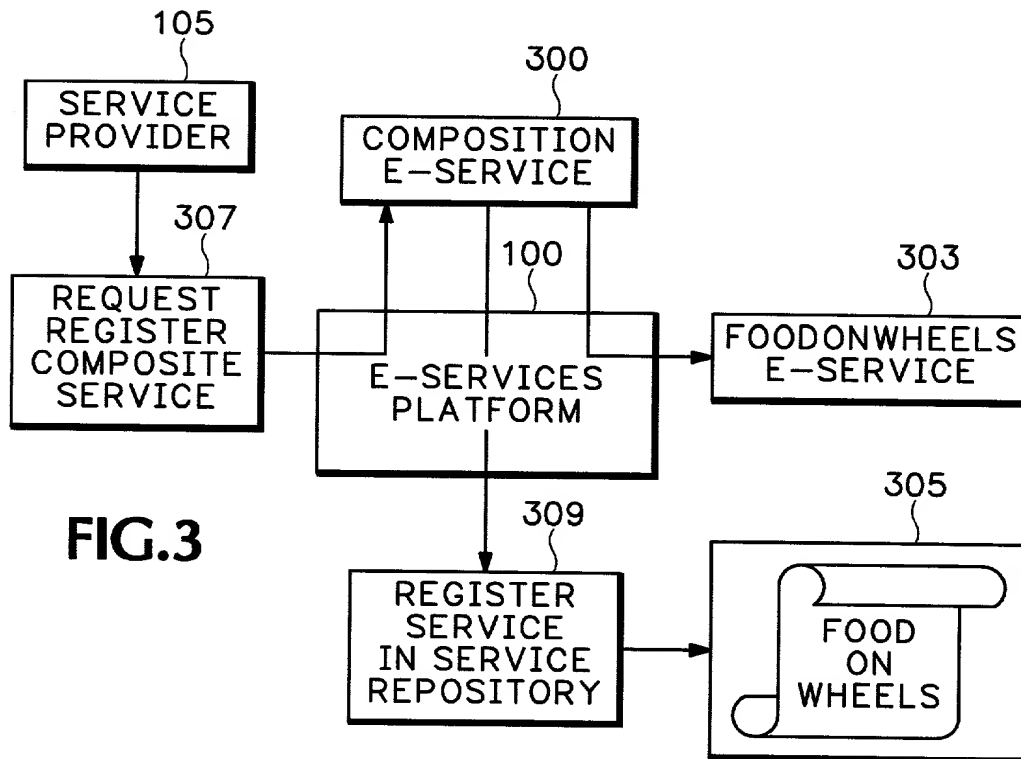 105
SERVICE
PROVIDER
300
COMPOSITION
E-SERVICE
307
REQUEST
REGISTER
COMPOSITE
SERVICE
100
E-SERVICES
PLATFORM
303
FOODONWHEELS
E-SERVICE
FIG.3
309
REGISTER
SERVICE
IN SERVICE
REPOSITORY
305
FOOD
ON
WHEELS